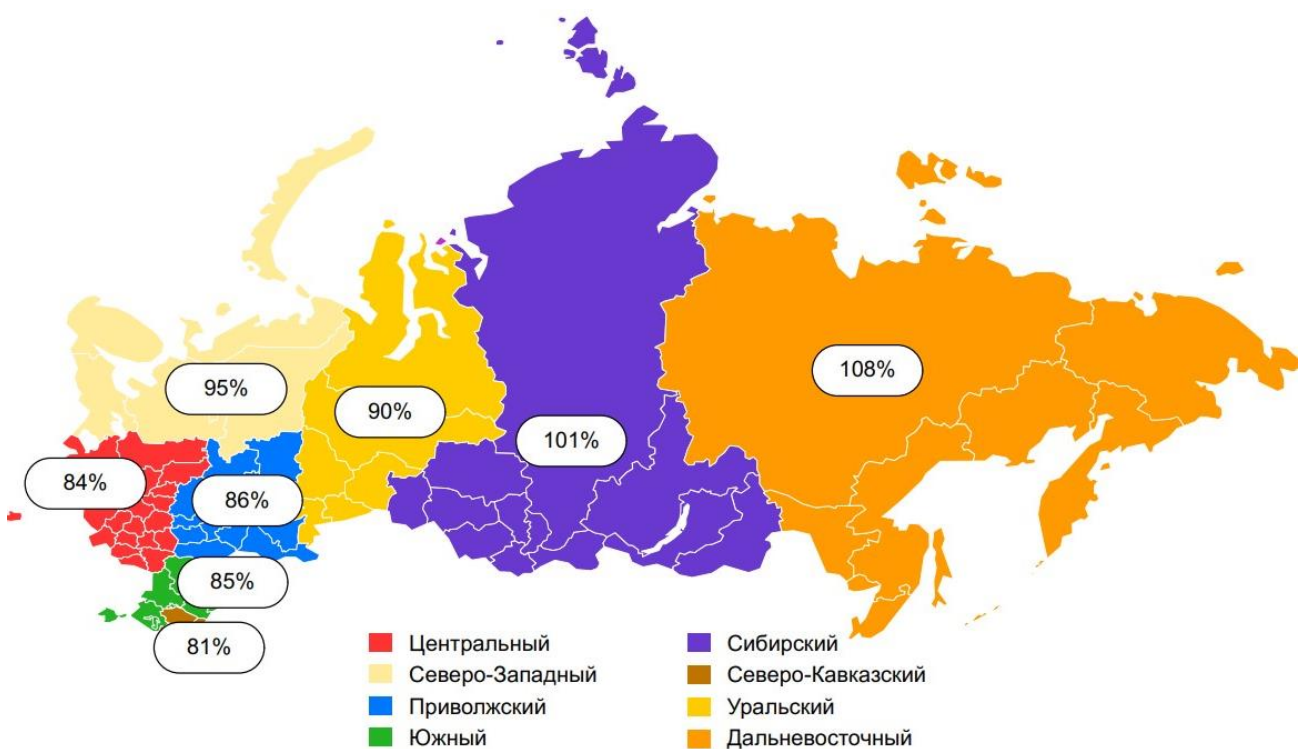 108%
95%
90%
101%
84%
86%
85%
81%
Центральный
Северо-Западный
Приволжский
Южный
Сибирский
Северо-Кавказский
Уральский
Дальневосточный